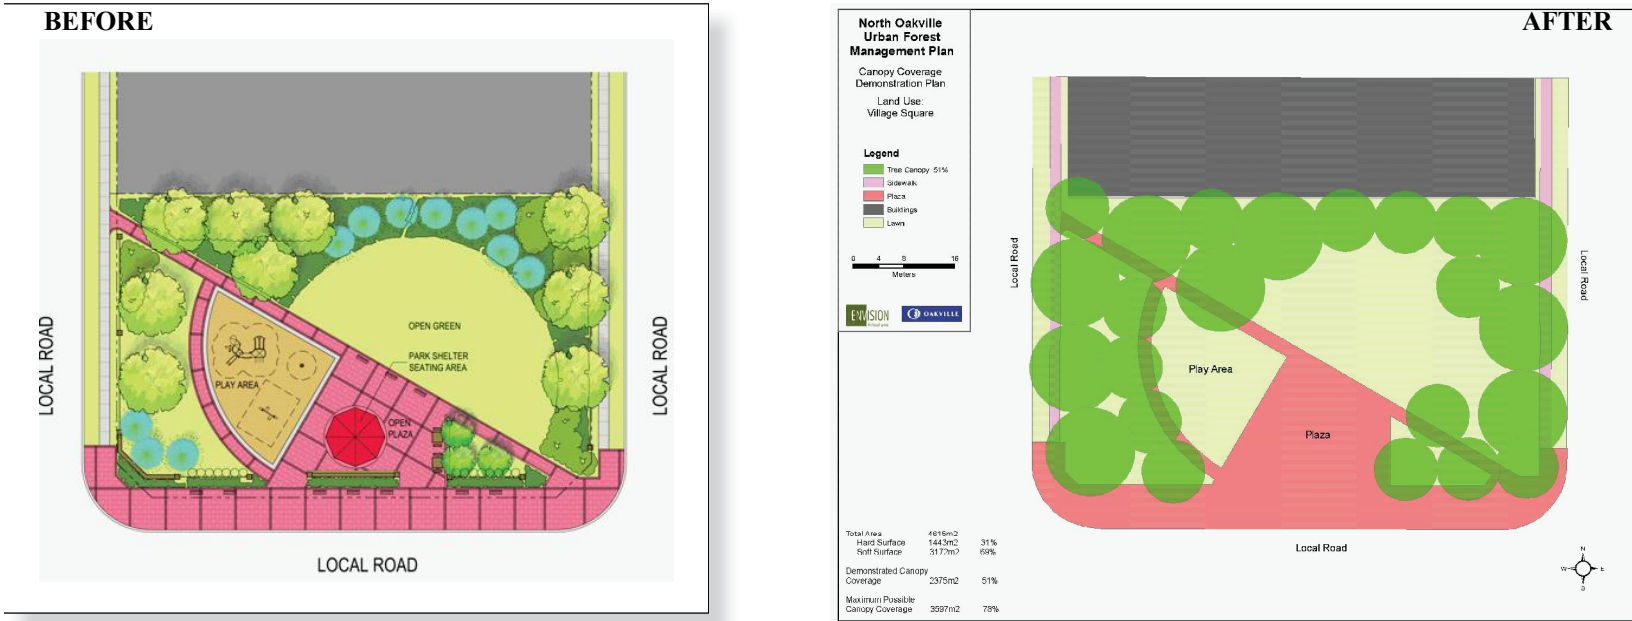 BEFORE
OPEN GREEN
PARK SHELTER
SEATING AREA
PLAY AREA
OPEN
PLAZA
LOCAL ROAD
LOCAL ROAD
LOCAL ROAD
AFTER
North Oakville
Urban Forest
Management Plan
Canopy Coverage
Demonstration Plan
Land Use:
Village Square
Legend
Tree Canopy 51%
Sidewalk
Plaza
Buildings
Lawn
0 4 8 16
Meters
ENVISION
OAKVILLE
Local Road
Local Road
Play Area
Plaza
Local Road
Total Area 4615m2
Hard Surface 1443m2 31%
Soft Surface 3172m2 69%
Demonstrated Canopy
Coverage 2375m2 51%
Maximum Possible
Canopy Coverage 3597m2 78%
N
W E
S